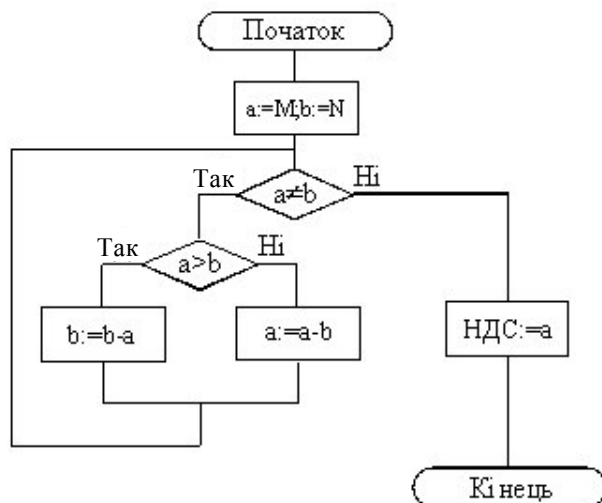 Початок
a:=M;b:=N
Так
Ні
a≠b
Так
Ні
a>b
b:=b-a
a:=a-b
НДС:=a
Кінець